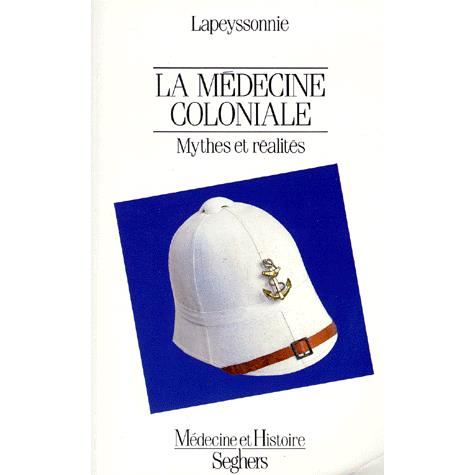 Lapeyssonnie
LA MÉDECINE
COLONIALE
Mythes et réalités
Médecine et Histoire
Seghers